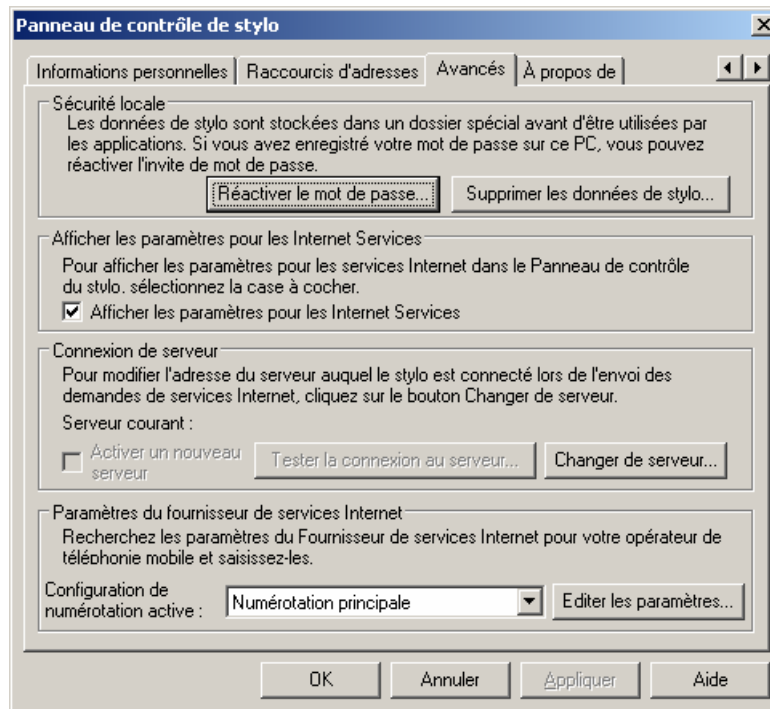 Panneau de contrôle de stylo
Informations personnelles Raccourcis d'adresses Avancés À propos de
Sécurité locale
Les données de stylo sont stockées dans un dossier spécial avant d'être utilisées par
les applications. Si vous avez enregistré votre mot de passe sur ce PC, vous pouvez
réactiver l'invite de mot de passe.
Réactiver le mot de passe... Supprimer les données de stylo...
Afficher les paramètres pour les Internet Services
Pour afficher les paramètres pour les services Internet dans le Panneau de contrôle
du stylo, sélectionnez la case à cocher.
Afficher les paramètres pour les Internet Services
Connexion de serveur
Pour modifier l'adresse du serveur auquel le stylo est connecté lors de l'envoi des
demandes de services Internet, cliquez sur le bouton Changer de serveur.
Serveur courant :
Activer un nouveau
serveur
Tester la connexion au serveur... Changer de serveur...
Paramètres du fournisseur de services Internet
Recherchez les paramètres du Fournisseur de services Internet pour votre opérateur de
téléphonie mobile et saisissez-les.
Configuration de
numérotation active :
Numérotation principale Editer les paramètres...
OK Annuler Appliquer Aide